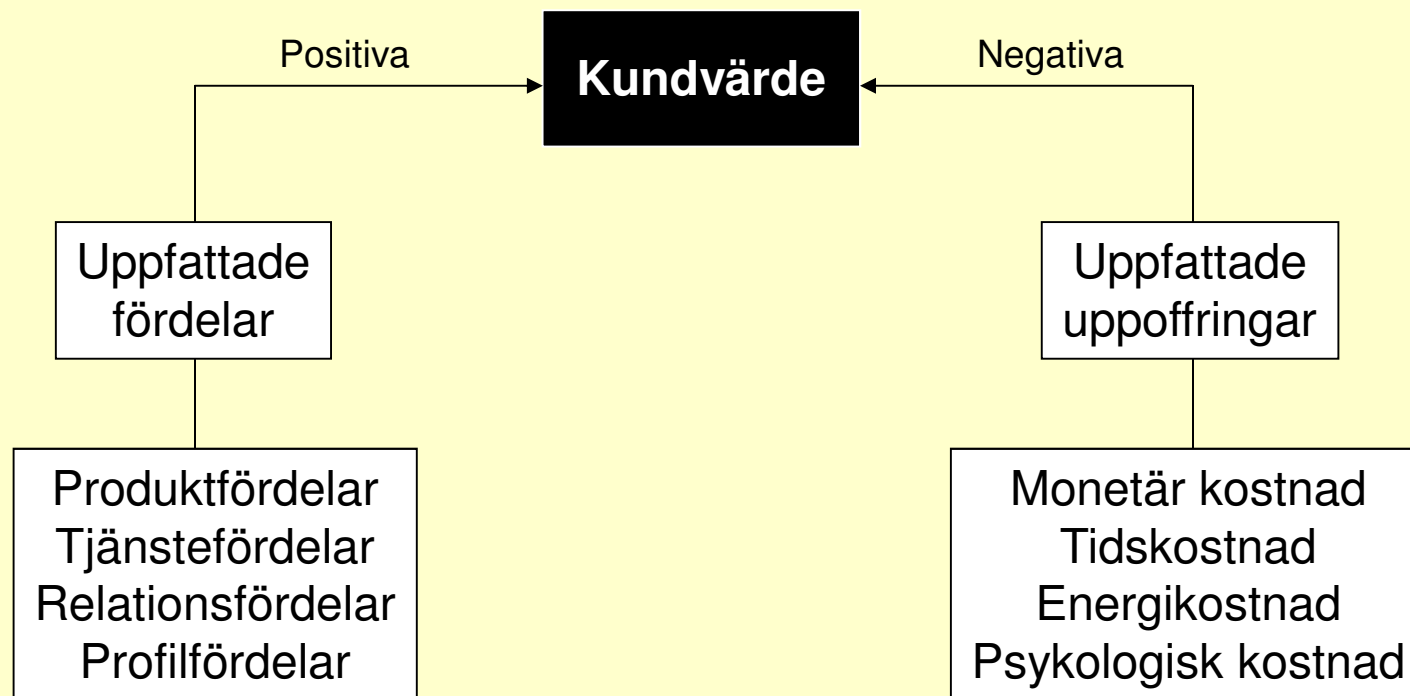 Positiva
Kundvärde
Negativa
Uppfattade
fördelar
Uppfattade
uppoffringar
Produktfördelar
Tjänstefördelar
Relationsfördelar
Profilfördelar
Monetär kostnad
Tidskostnad
Energikostnad
Psykologisk kostnad